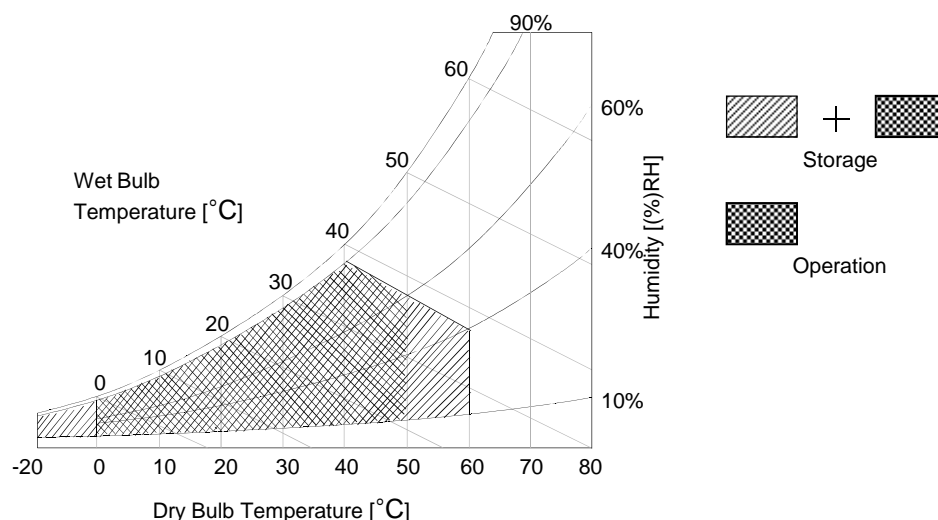 90%
60
60%
50
Wet Bulb
Temperature [°C]
Storage
40
40%
Humidity [(%)RH]
30
Operation
20
10
0
10%
-20 0 10 20 30 40 50 60 80
Dry Bulb Temperature [°C]